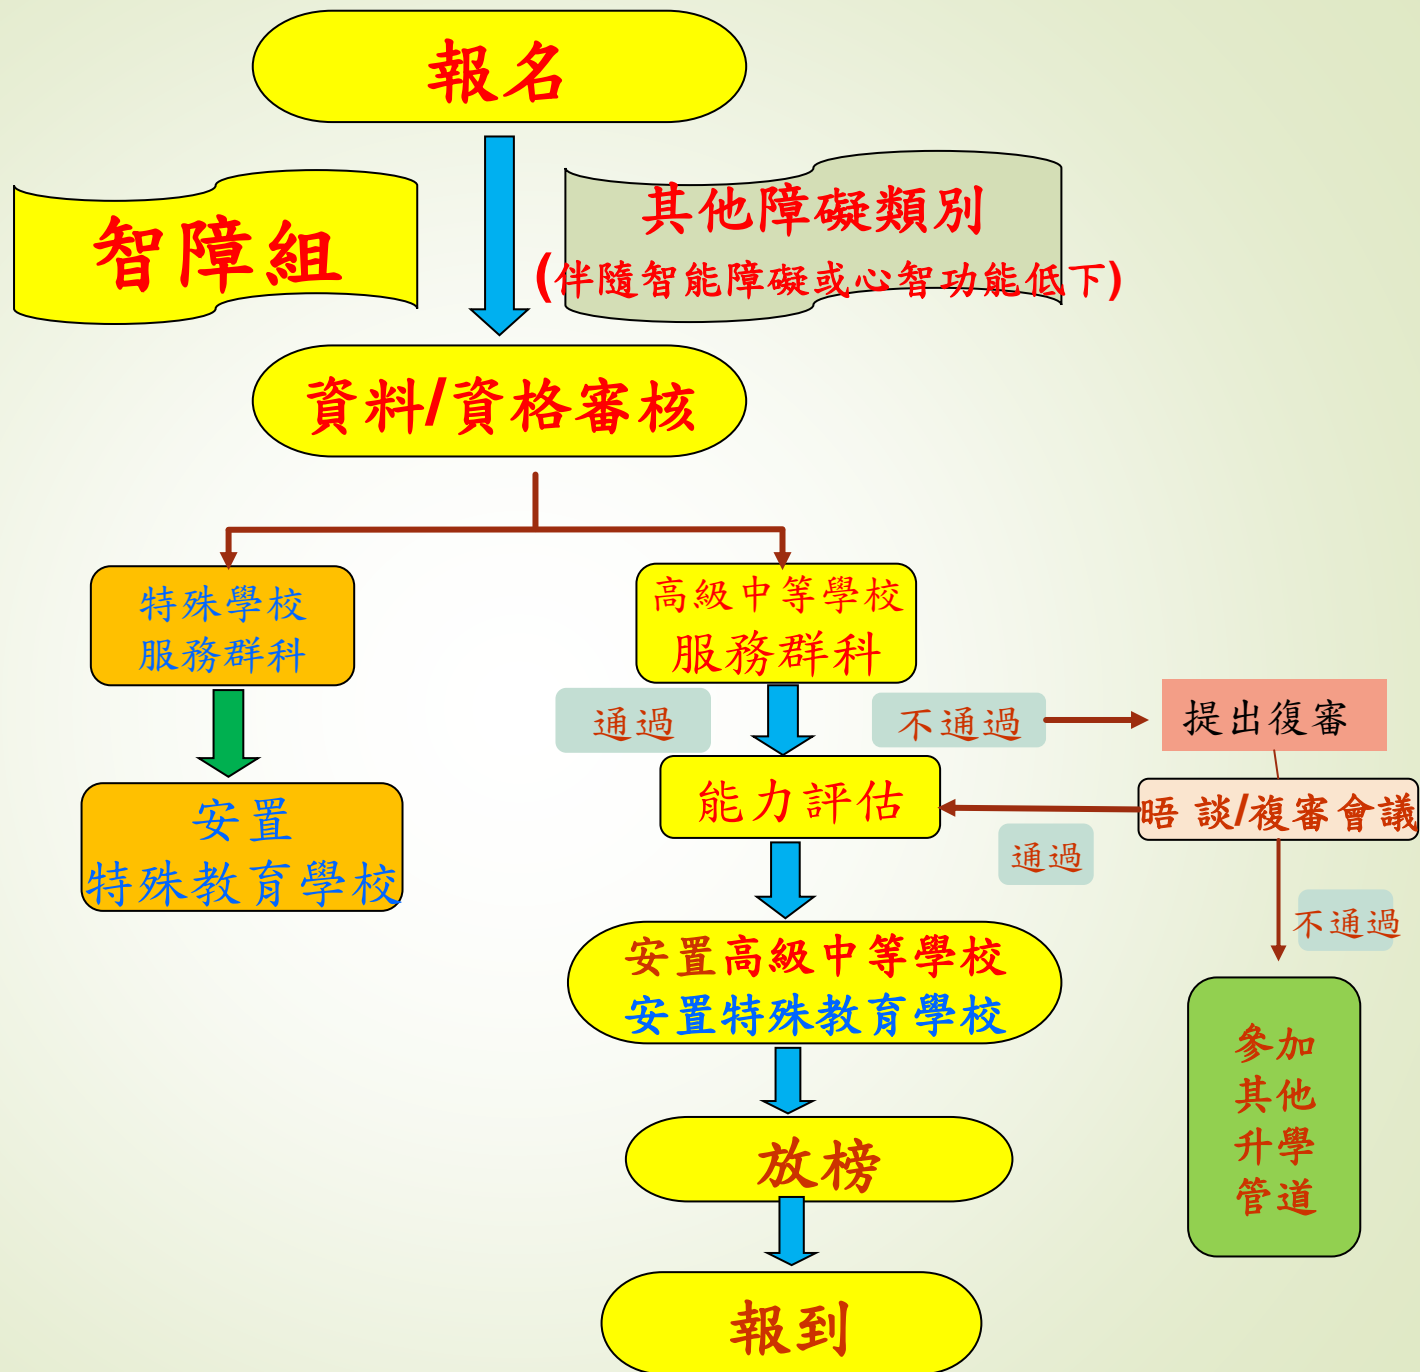 報名
智障組
其他障礙類別
(伴隨智能障礙或心智功能低下)
資料/資格審核
特殊學校
服務群科
高級中等學校
服務群科
通過
不通過
提出復審
安置
特殊教育學校
能力評估
晤 談/複審會議
通過
不通過
安置高級中等學校
安置特殊教育學校
參加
其他
升學
管道
放榜
報到